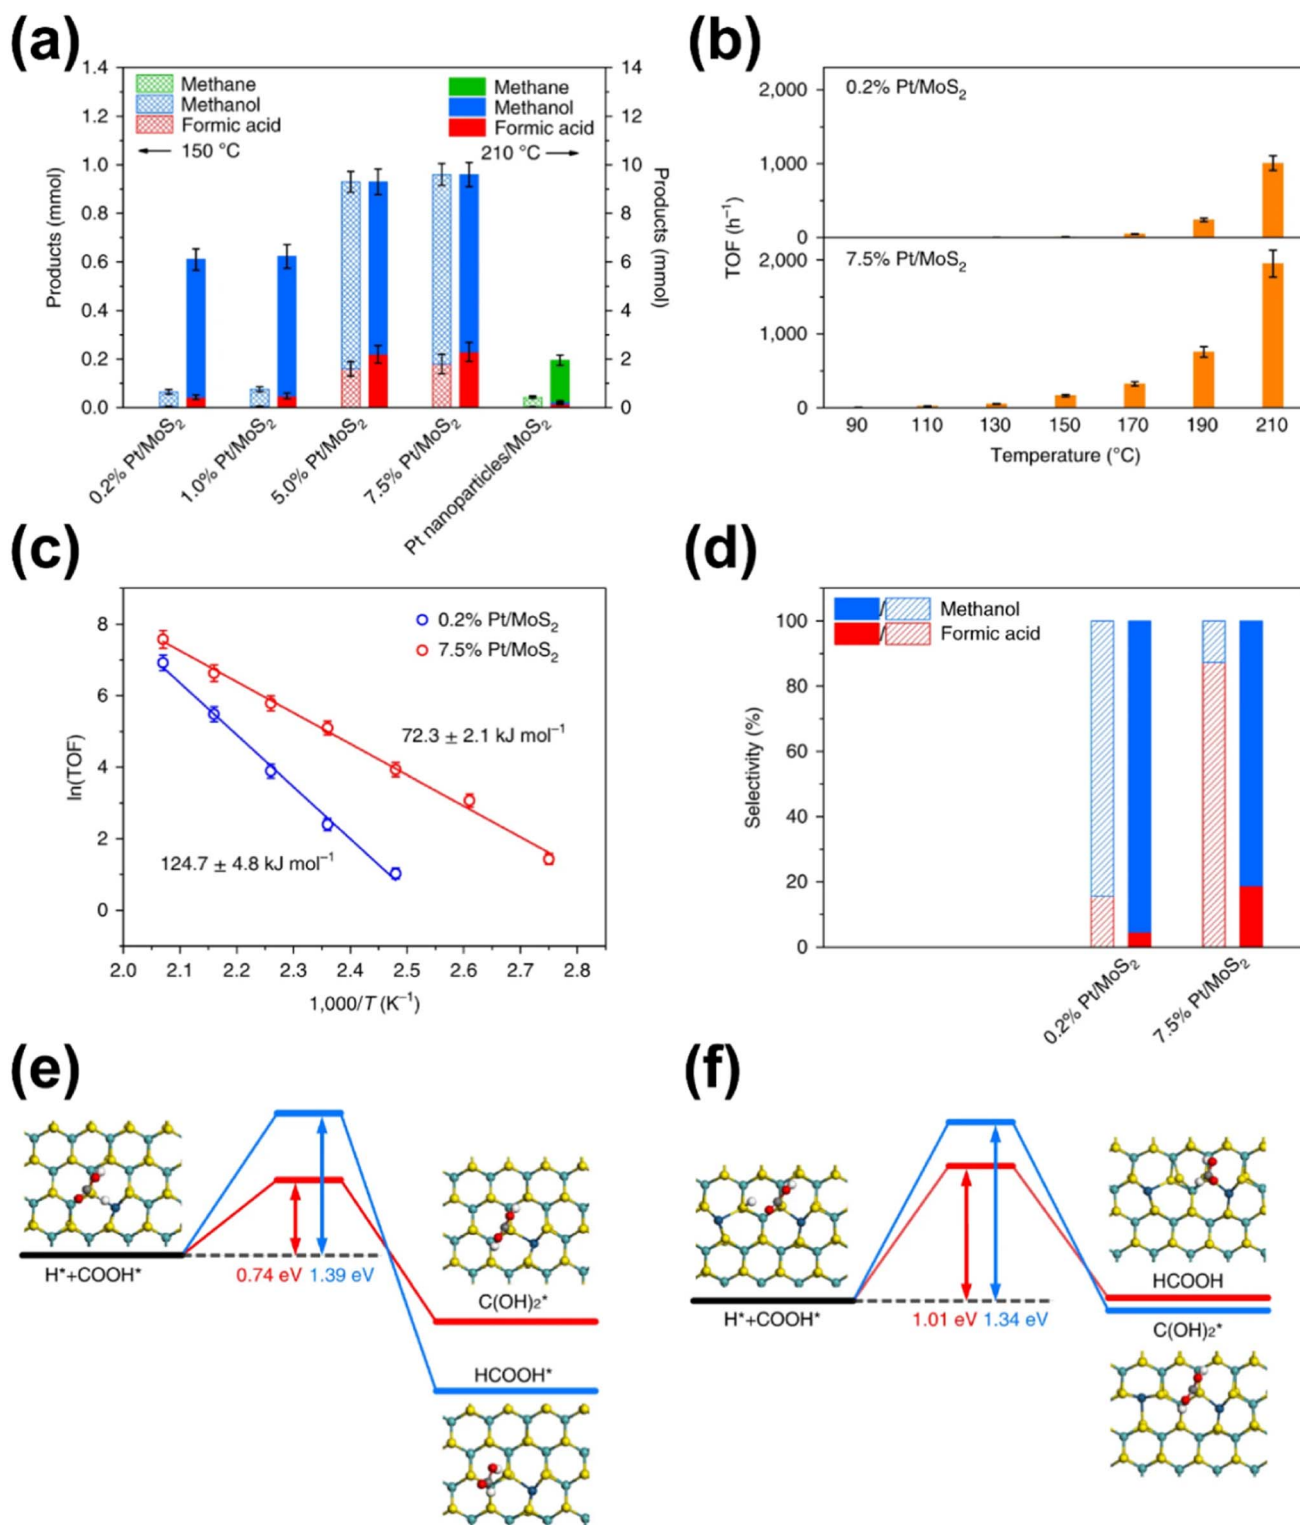 (a)
1.4
1.2
1.0
0.8
0.6
0.4
0.2
0.0
Products (mmol)
Methane
Methanol
Formic acid
150 °C
Methane
Methanol
Formic acid
210 °C
14
12
10
8
6
4
2
0
Products (mmol)
0.2% Pt/MoS₂
1.0% Pt/MoS₂
5.0% Pt/MoS₂
7.5% Pt/MoS₂
Pt nanoparticles/MoS₂
(b)
2,000
1,000
0
0.2% Pt/MoS₂
2,000
1,000
0
7.5% Pt/MoS₂
TOF (h⁻¹)
90 110 130 150 170 190 210
Temperature (°C)
(c)
8
6
4
2
0
ln(TOF)
0.2% Pt/MoS₂
7.5% Pt/MoS₂
72.3 ± 2.1 kJ mol⁻¹
124.7 ± 4.8 kJ mol⁻¹
2.0 2.1 2.2 2.3 2.4 2.5 2.6 2.7 2.8
1,000/T (K⁻¹)
(d)
100
80
60
40
20
0
Selectivity (%)
Methanol
Formic acid
0.2% Pt/MoS₂
7.5% Pt/MoS₂
(e)
H*+COOH*
0.74 eV 1.39 eV
C(OH)₂*
HCOOH*
(f)
H*+COOH*
1.01 eV 1.34 eV
HCOOH
C(OH)₂*